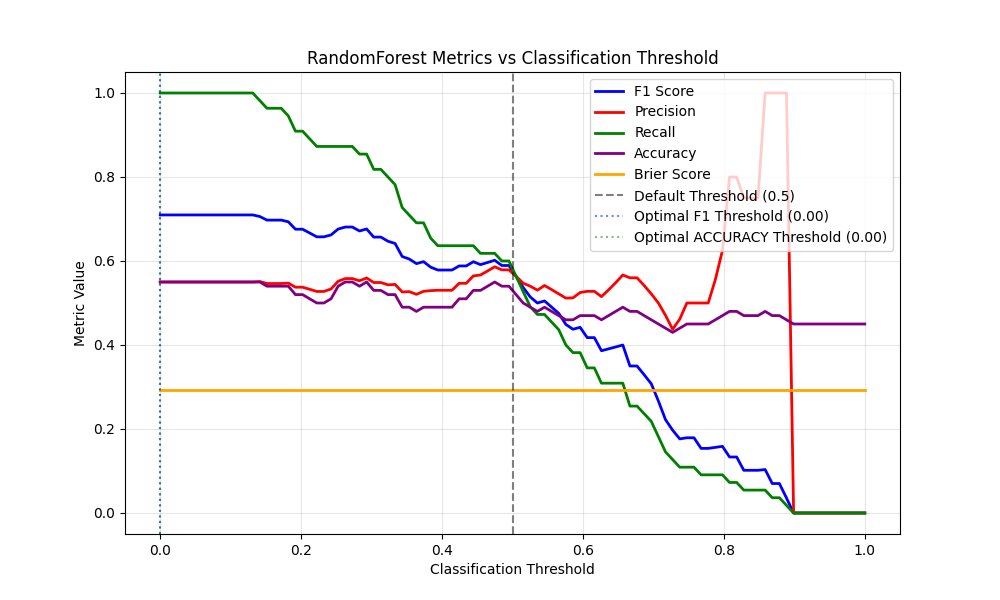 RandomForest Metrics vs Classification Threshold
Metric Value
1.0
0.8
0.6
0.4
0.2
0.0
F1 Score
Precision
Recall
Accuracy
Brier Score
Default Threshold (0.5)
Optimal F1 Threshold (0.00)
Optimal ACCURACY Threshold (0.00)
0.0 0.2 0.4 0.6 0.8 1.0
Classification Threshold